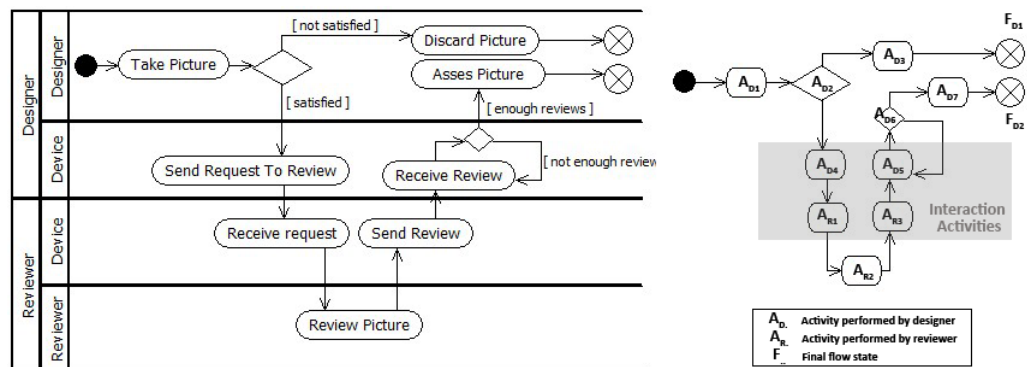 Designer
Designer
Device
Reviewer
Device
Reviewer
[ not satisfied ]
Take Picture
Discard Picture
Asses Picture
[ satisfied ]
[ enough reviews ]
Send Request To Review
Receive Review
[ not enough review
Receive request
Send Review
Review Picture
F D1
A D3
A D1
A D2
A D7
A D6
F D2
A D4
A D5
A R1
A R3
Interaction
Activities
A R2
A D. Activity performed by designer
A R. Activity performed by reviewer
F .. Final flow state